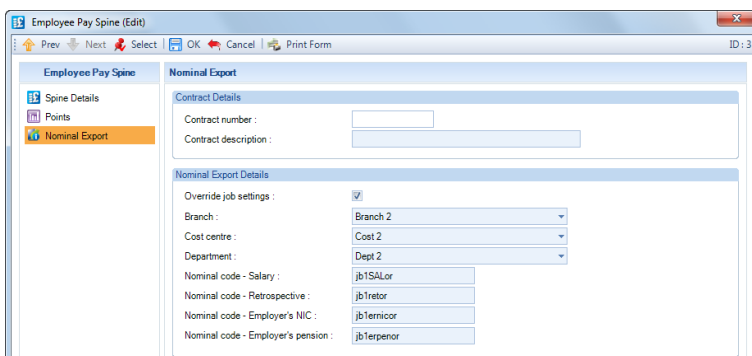 Employee Pay Spine (Edit)
Prev Next Select OK Cancel Print Form ID : 3
Employee Pay Spine
Spine Details
Points
Nominal Export
Nominal Export
Contract Details
Contract number :
Contract description :
Nominal Export Details
Override job settings :
Branch : Branch 2
Cost centre : Cost 2
Department : Dept 2
Nominal code - Salary : jb1SALor
Nominal code - Retrospective : jb1retor
Nominal code - Employer's NIC : jb1ernicor
Nominal code - Employer's pension : jb1erpenor